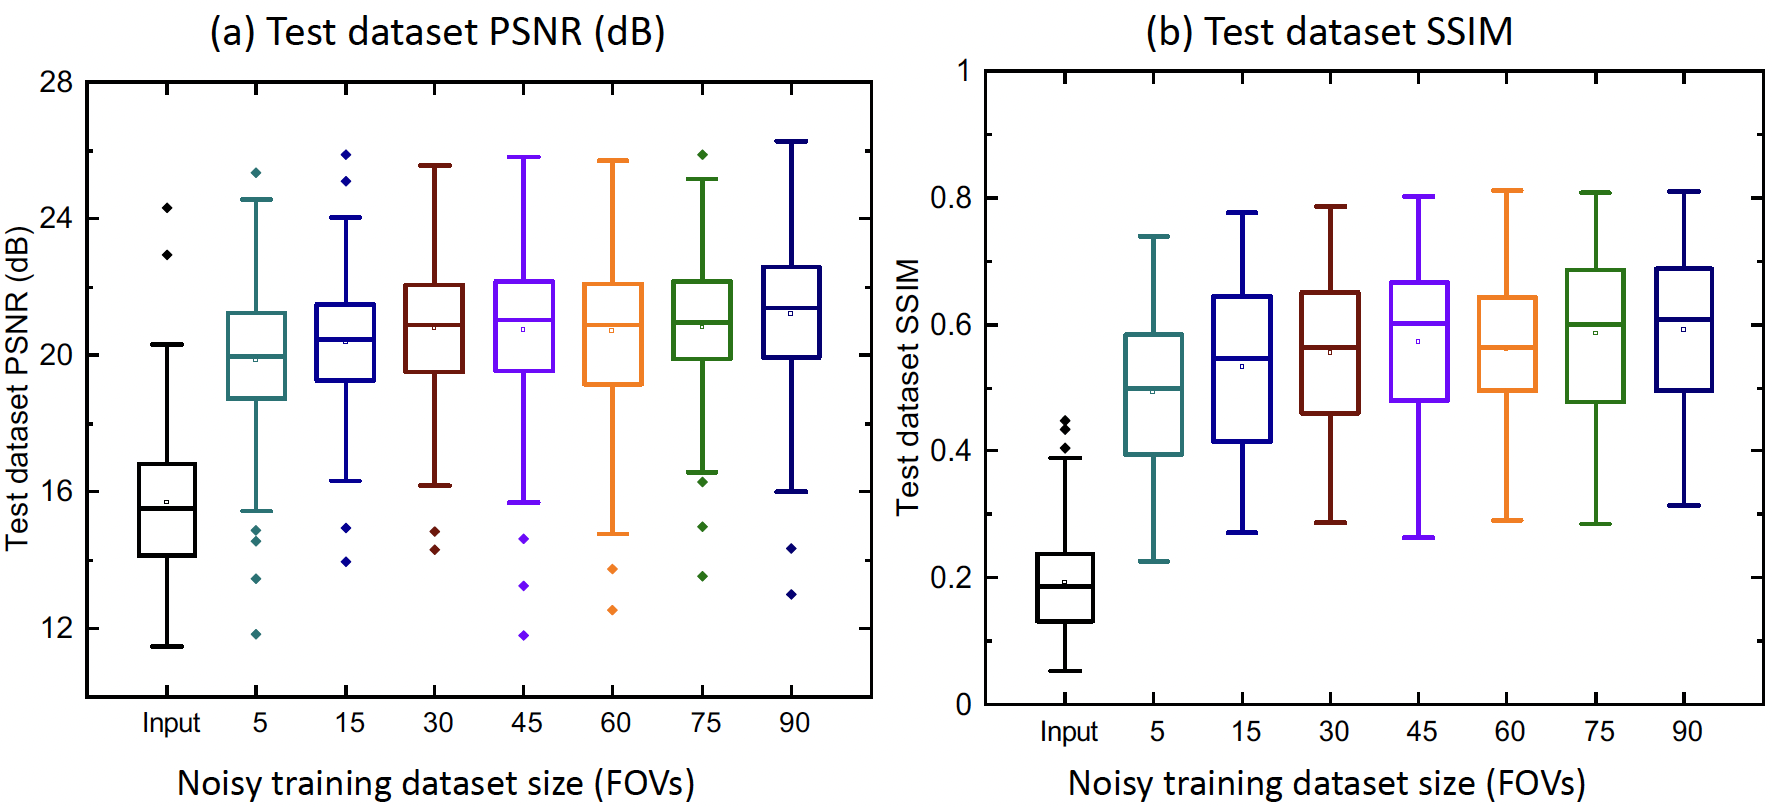 (a) Test dataset PSNR (dB)
28
24
20
16
12
Test dataset PSNR (dB)
Input 5 15 30 45 60 75 90
Noisy training dataset size (FOVs)
(b) Test dataset SSIM
1
0.8
0.6
0.4
0.2
0
Test dataset SSIM
Input 5 15 30 45 60 75 90
Noisy training dataset size (FOVs)